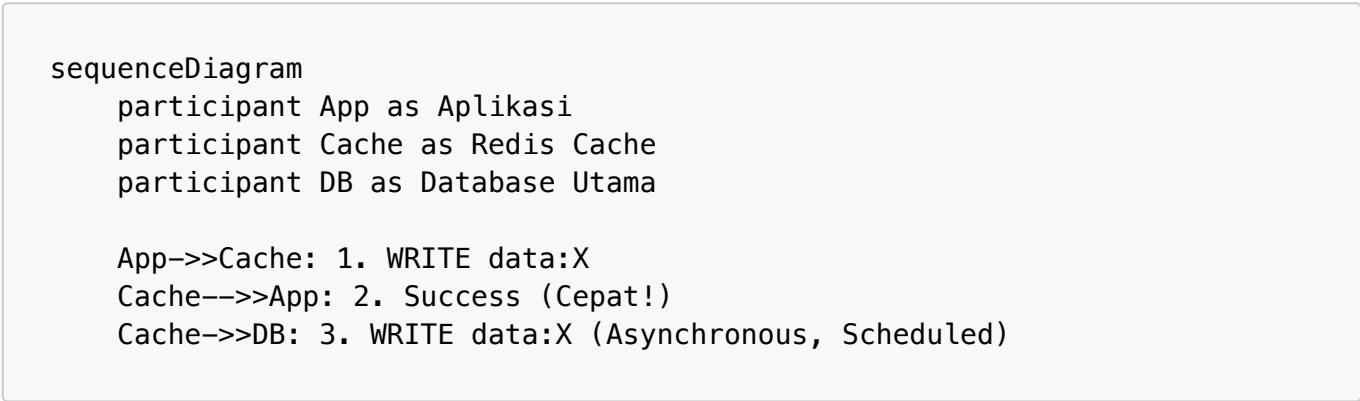 sequenceDiagram
    participant App as Aplikasi
    participant Cache as Redis Cache
    participant DB as Database Utama

    App->>Cache: 1. WRITE data:X
    Cache-->>App: 2. Success (Cepat!)
    Cache->>DB: 3. WRITE data:X (Asynchronous, Scheduled)